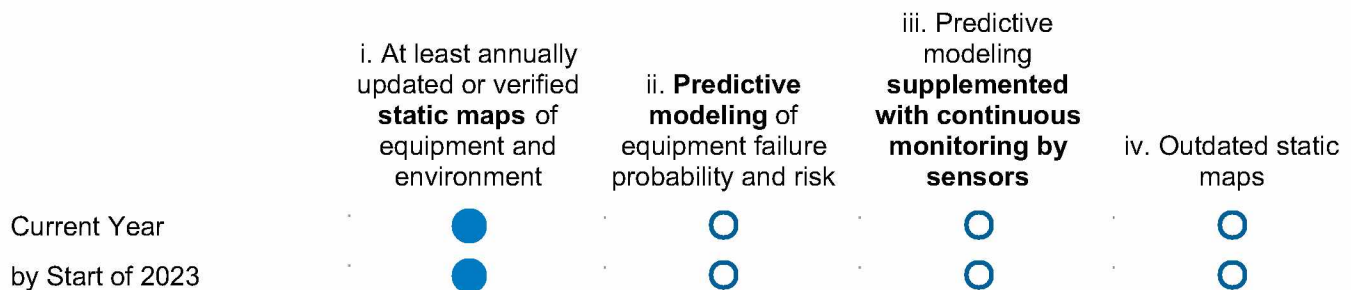 i. At least annually
updated or verified
static maps of
equipment and
environment
ii. Predictive
modeling of
equipment failure
probability and risk
iii. Predictive
modeling
supplemented
with continuous
monitoring by
sensors
iv. Outdated static
maps
Current Year
by Start of 2023